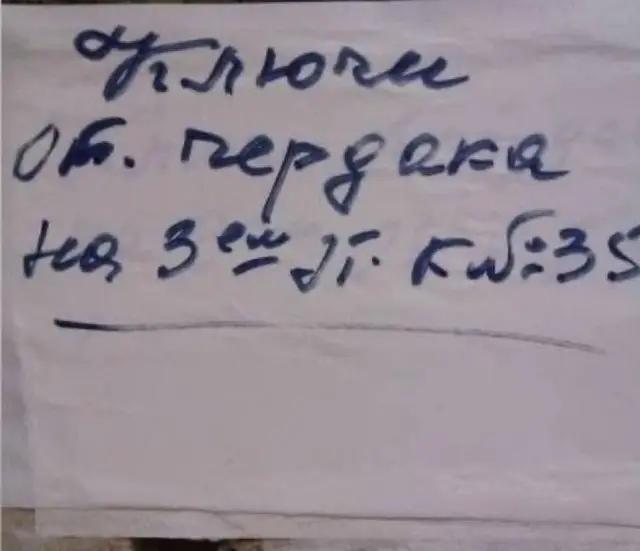 Ключи
от. чердака
на 3ем эт. кв: 35